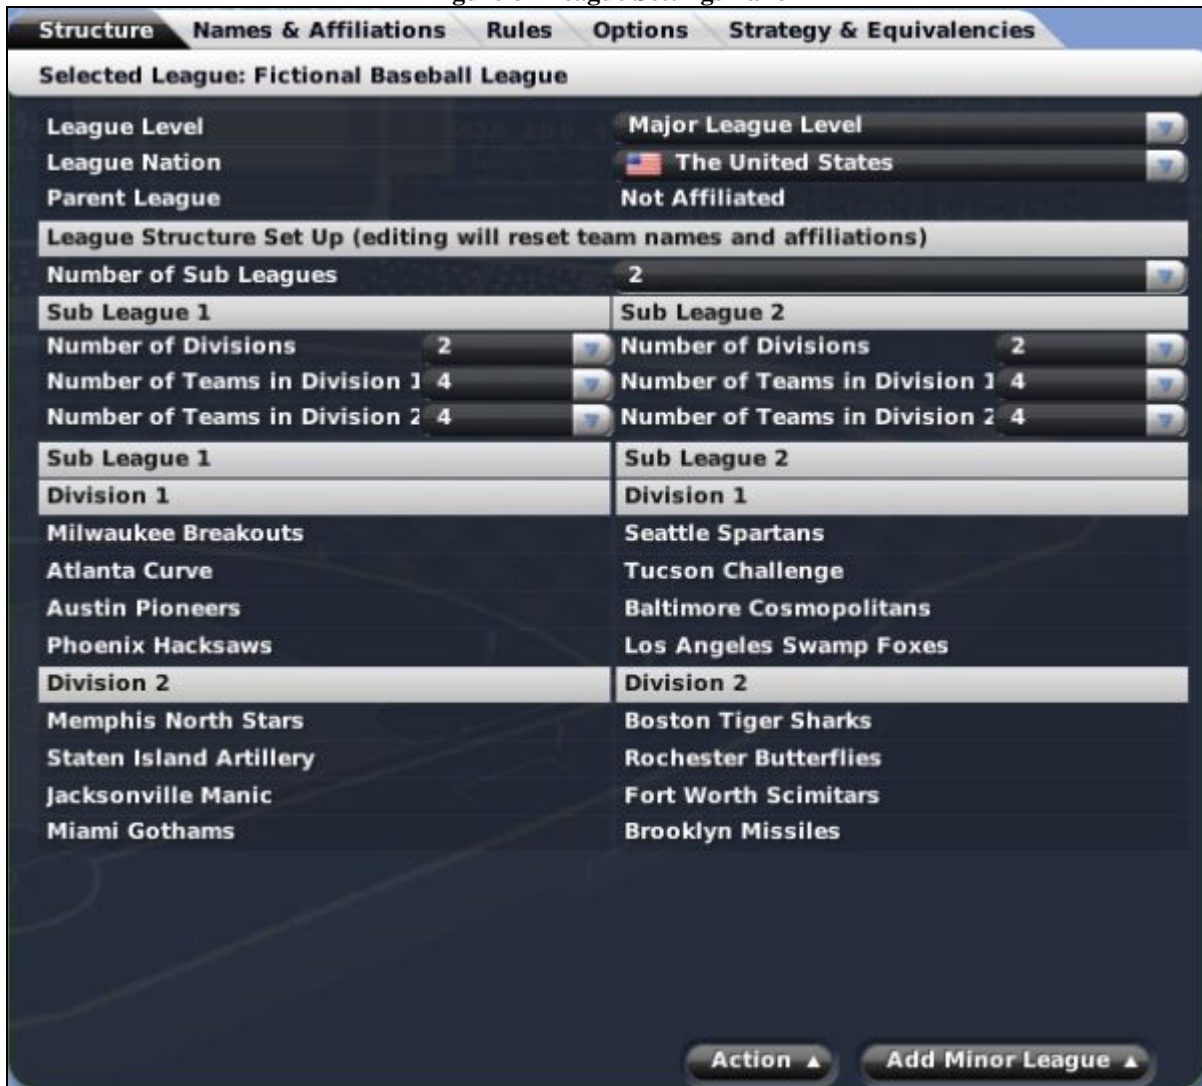 Structure Names & Affiliations Rules Options Strategy & Equivalencies
Selected League: Fictional Baseball League
League Level Major League Level
League Nation The United States
Parent League Not Affiliated
League Structure Set Up (editing will reset team names and affiliations)
Number of Sub Leagues 2
Sub League 1 Sub League 2
Number of Divisions 2 Number of Divisions 2
Number of Teams in Division 1 4 Number of Teams in Division 1 4
Number of Teams in Division 2 4 Number of Teams in Division 2 4
Sub League 1 Sub League 2
Division 1 Division 1
Milwaukee Breakouts Seattle Spartans
Atlanta Curve Tucson Challenge
Austin Pioneers Baltimore Cosmopolitans
Phoenix Hacksaws Los Angeles Swamp Foxes
Division 2 Division 2
Memphis North Stars Boston Tiger Sharks
Staten Island Artillery Rochester Butterflies
Jacksonville Manic Fort Worth Scimitars
Miami Gothams Brooklyn Missiles
Action ▲ Add Minor League ▲